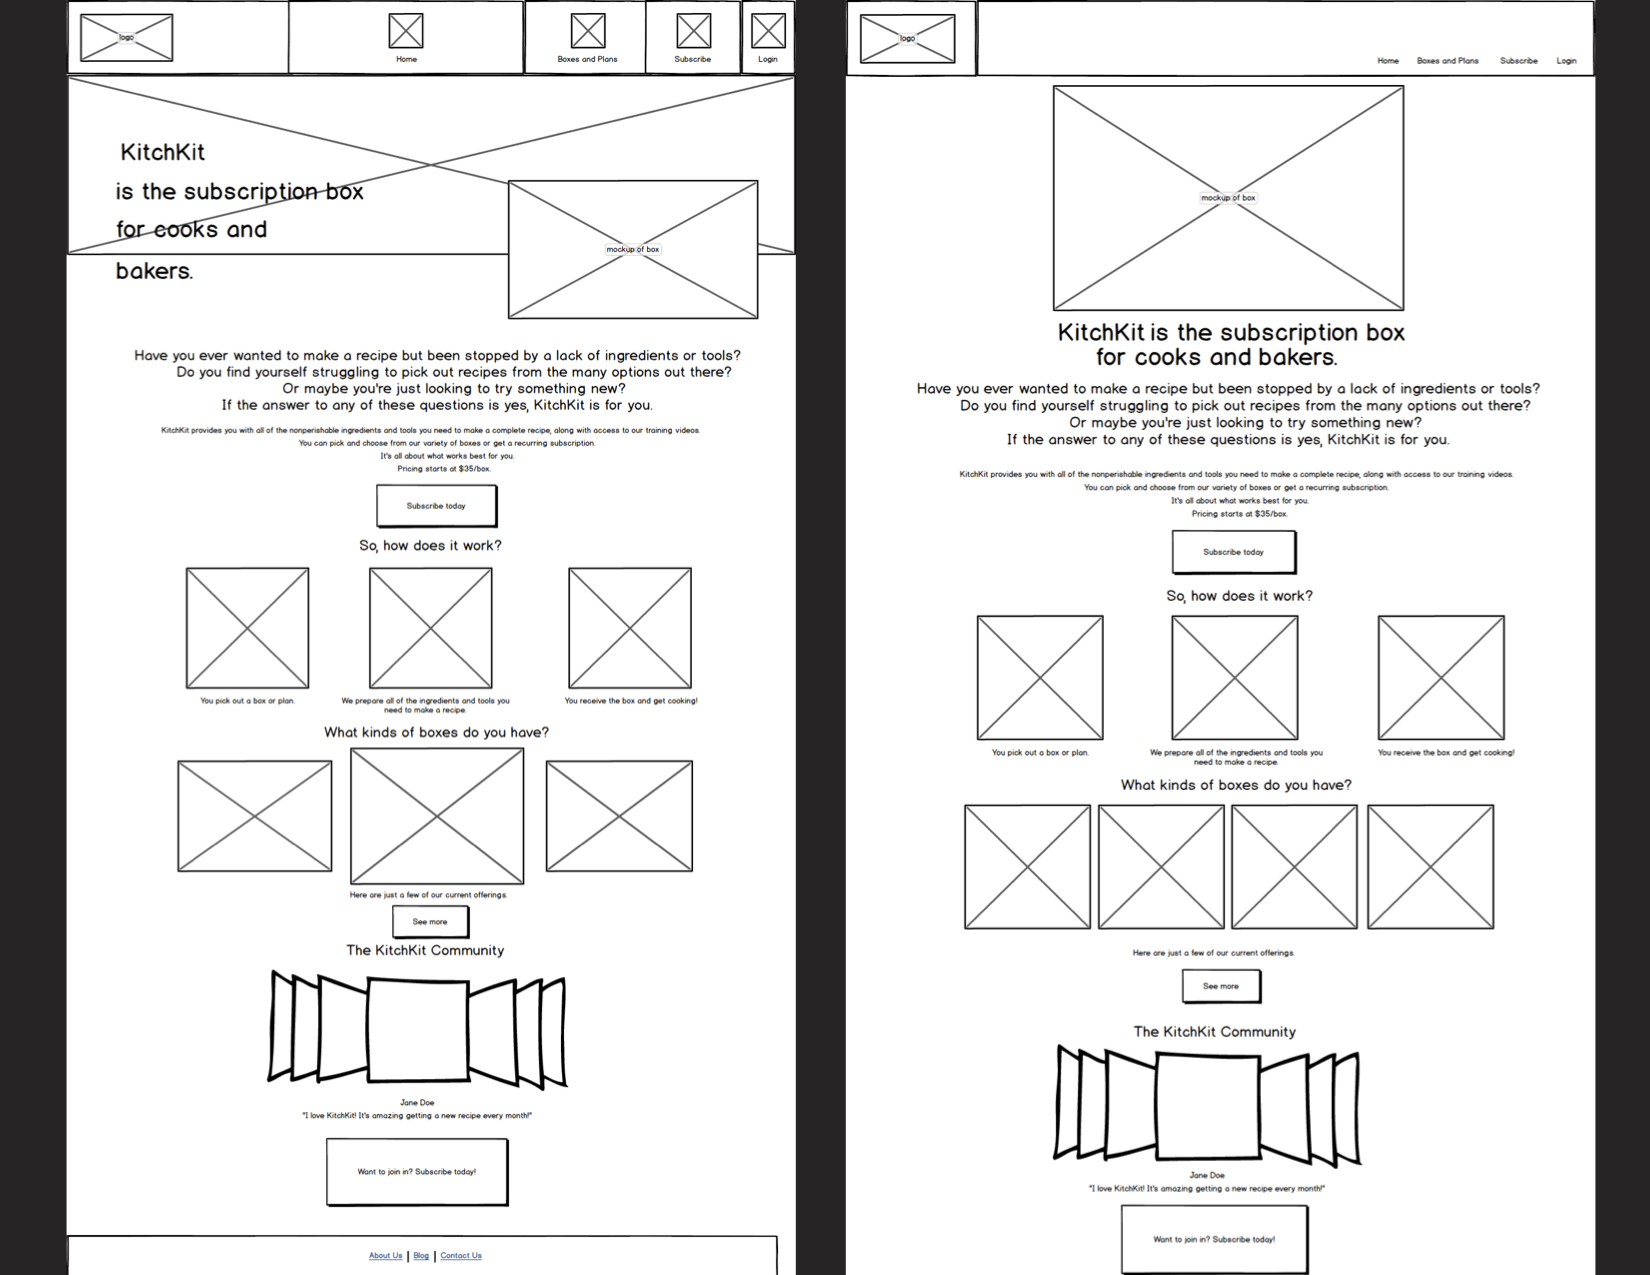 logo
Home
Boxes and Plans
Subscribe
Login
KitchKit
is the subscription box
for cooks and
bakers.
mockup of box
Have you ever wanted to make a recipe but been stopped by a lack of ingredients or tools?
Do you find yourself struggling to pick out recipes from the many options out there?
Or maybe you're just looking to try something new?
If the answer to any of these questions is yes, KitchKit is for you.
KitchKit provides you with all of the nonperishable ingredients and tools you need to make a complete recipe, along with access to our training videos.
You can pick and choose from our variety of boxes or get a recurring subscription.
It's all about what works best for you.
Pricing starts at $35/box.
Subscribe today
So, how does it work?
You pick out a box or plan.
We prepare all of the ingredients and tools you
need to make a recipe.
You receive the box and get cooking!
What kinds of boxes do you have?
Here are just a few of our current offerings.
See more
The KitchKit Community
Jane Doe
"I love KitchKit! It's amazing getting a new recipe every month!"
Want to join in? Subscribe today!
About Us | Blog | Contact Us
logo
Home
Boxes and Plans
Subscribe
Login
mockup of box
KitchKit is the subscription box
for cooks and bakers.
Have you ever wanted to make a recipe but been stopped by a lack of ingredients or tools?
Do you find yourself struggling to pick out recipes from the many options out there?
Or maybe you're just looking to try something new?
If the answer to any of these questions is yes, KitchKit is for you.
KitchKit provides you with all of the nonperishable ingredients and tools you need to make a complete recipe, along with access to our training videos.
You can pick and choose from our variety of boxes or get a recurring subscription.
It's all about what works best for you.
Pricing starts at $35/box.
Subscribe today
So, how does it work?
You pick out a box or plan.
We prepare all of the ingredients and tools you
need to make a recipe.
You receive the box and get cooking!
What kinds of boxes do you have?
Here are just a few of our current offerings.
See more
The KitchKit Community
Jane Doe
"I love KitchKit! It's amazing getting a new recipe every month!"
Want to join in? Subscribe today!